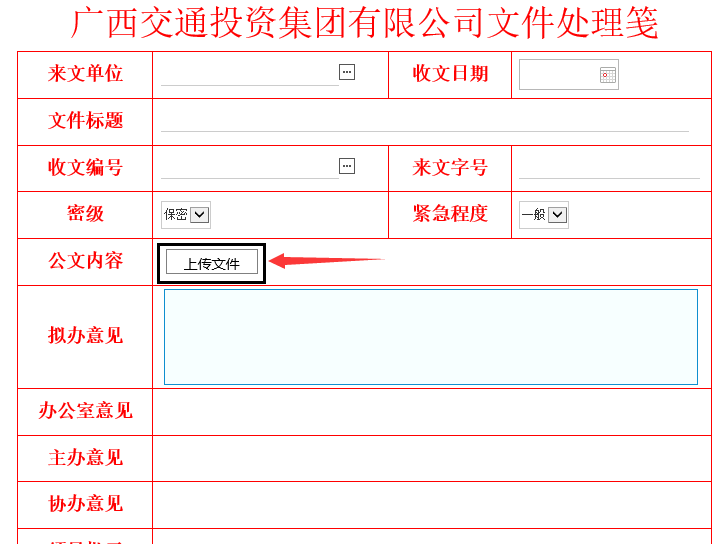 广西交通投资集团有限公司文件处理笺
来文单位 收文日期
文件标题
收文编号 来文字号
密级 保密 紧急程度 一般
公文内容 上传文件
拟办意见
办公室意见
主办意见
协办意见